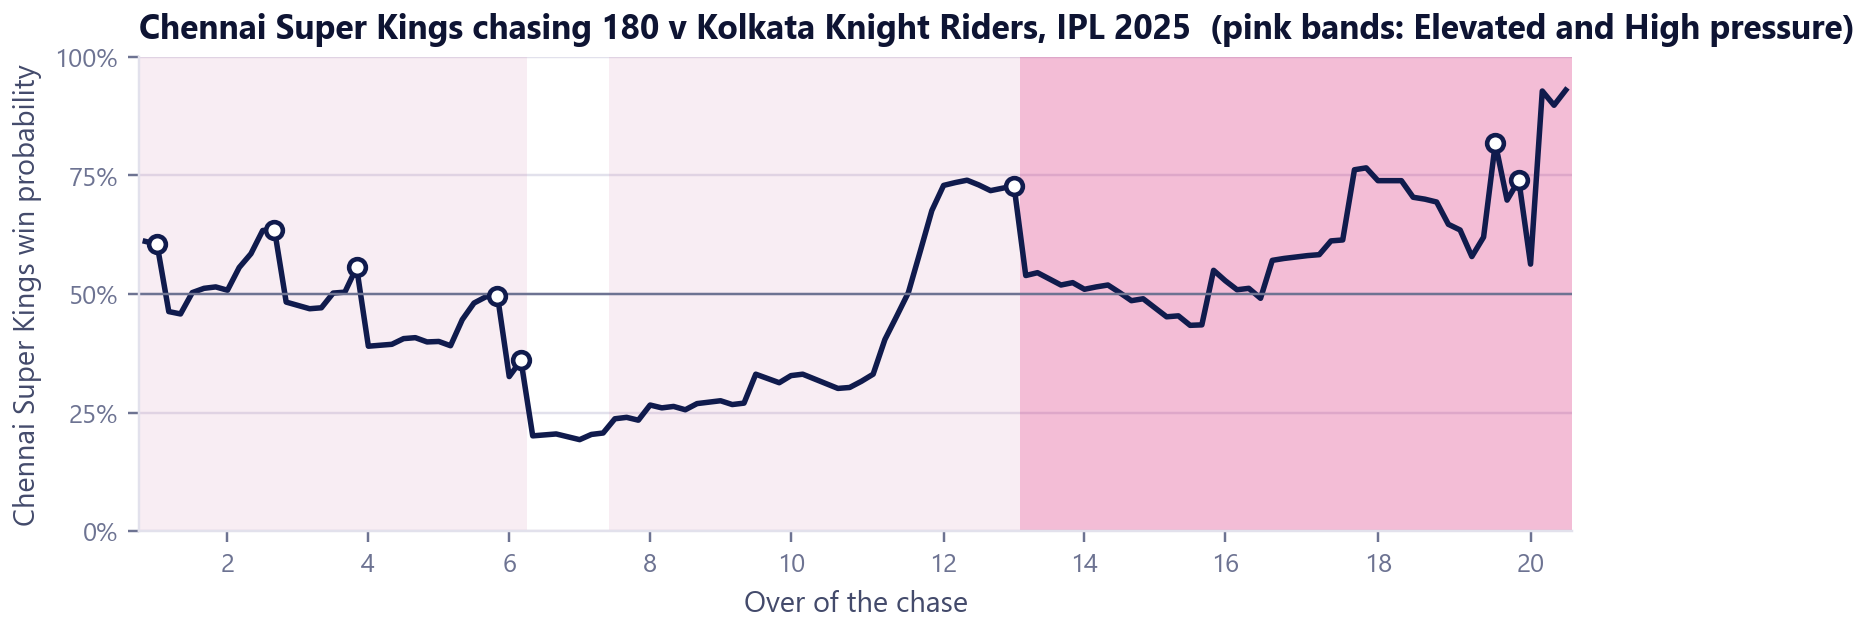 Chennai Super Kings chasing 180 v Kolkata Knight Riders, IPL 2025 (pink bands: Elevated and High pressure)
Chennai Super Kings win probability
100%
75%
50%
25%
0%
2 4 6 8 10 12 14 16 18 20
Over of the chase